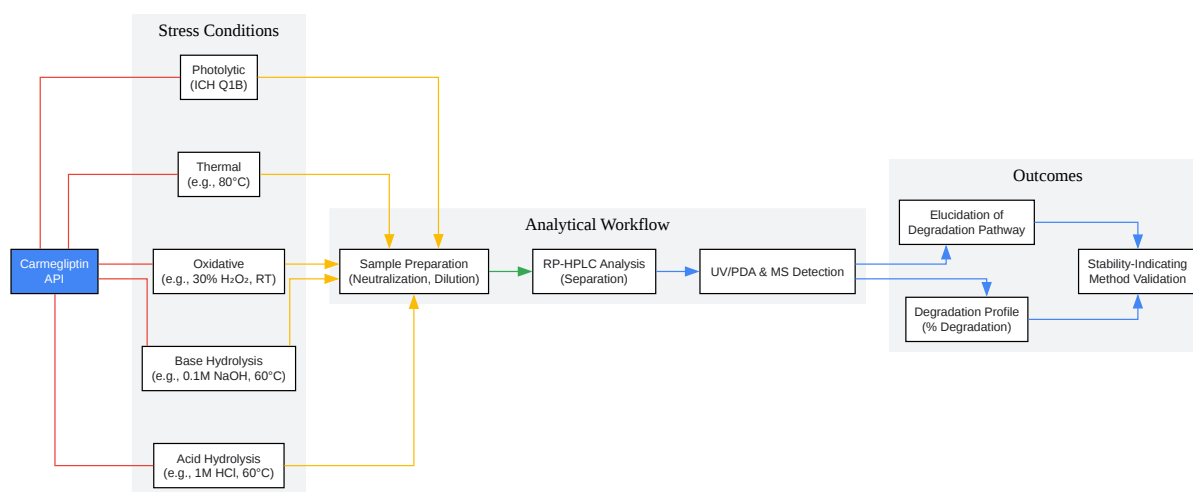 Stress Conditions
Photolytic
(ICH Q1B)
Thermal
(e.g., 80°C)
Carmegliptin
API
Oxidative
(e.g., 30% H₂O₂, RT)
Base Hydrolysis
(e.g., 0.1M NaOH, 60°C)
Acid Hydrolysis
(e.g., 1M HCl, 60°C)
Analytical Workflow
Sample Preparation
(Neutralization, Dilution)
RP-HPLC Analysis
(Separation)
UV/PDA & MS Detection
Outcomes
Elucidation of
Degradation Pathway
Degradation Profile
(% Degradation)
Stability-Indicating
Method Validation